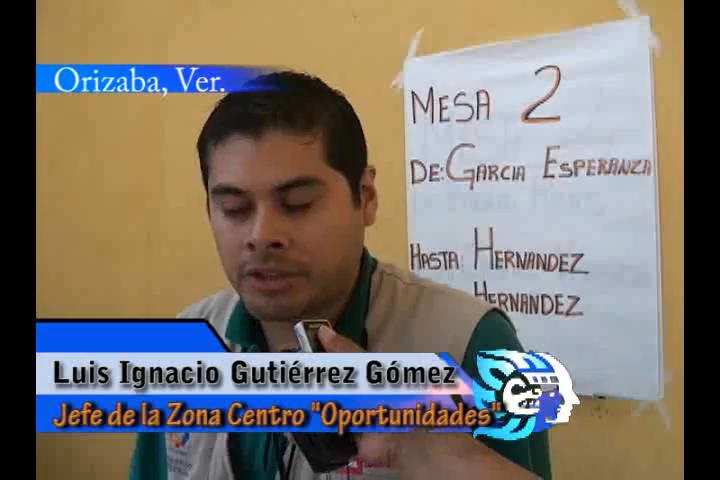 Orizaba, Ver.
MESA 2
DE: GARCIA ESPERANZA
HASTA: HERNANDEZ
HERNANDEZ
Luis Ignacio Gutiérrez Gómez
Jefe de la Zona Centro "Oportunidades"